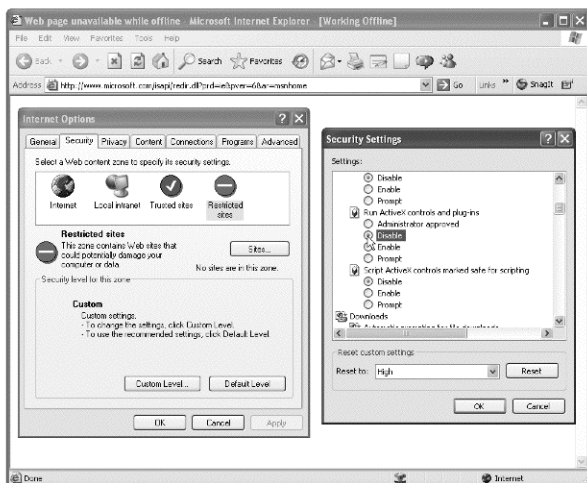 Web page unavailable while offline - Microsoft Internet Explorer - [Working Offline]
File Edit View Favorites Tools Help
Back Search Favorites
Address http://www.microsoft.com/isapi/redir.dll?prd=ie&pver=6&ar=msnhome Go Links » SnagIt
Internet Options
General Security Privacy Content Connections Programs Advanced
Select a Web content zone to specify its security settings.
Internet Local intranet Trusted sites Restricted sites
Restricted sites
This zone contains Web sites that
could potentially damage your
computer or data.
Sites...
No sites are in this zone.
Security level for this zone
Custom
Custom settings.
- To change the settings, click Custom Level.
- To use the recommended settings, click Default Level.
Custom Level... Default Level
OK Cancel Apply
Security Settings
Settings:
Disable
Enable
Prompt
Run ActiveX controls and plug-ins
Administrator approved
Disable
Enable
Prompt
Script ActiveX controls marked safe for scripting
Disable
Enable
Prompt
Downloads
Reset custom settings
Reset to: High Reset
OK Cancel
Done Internet